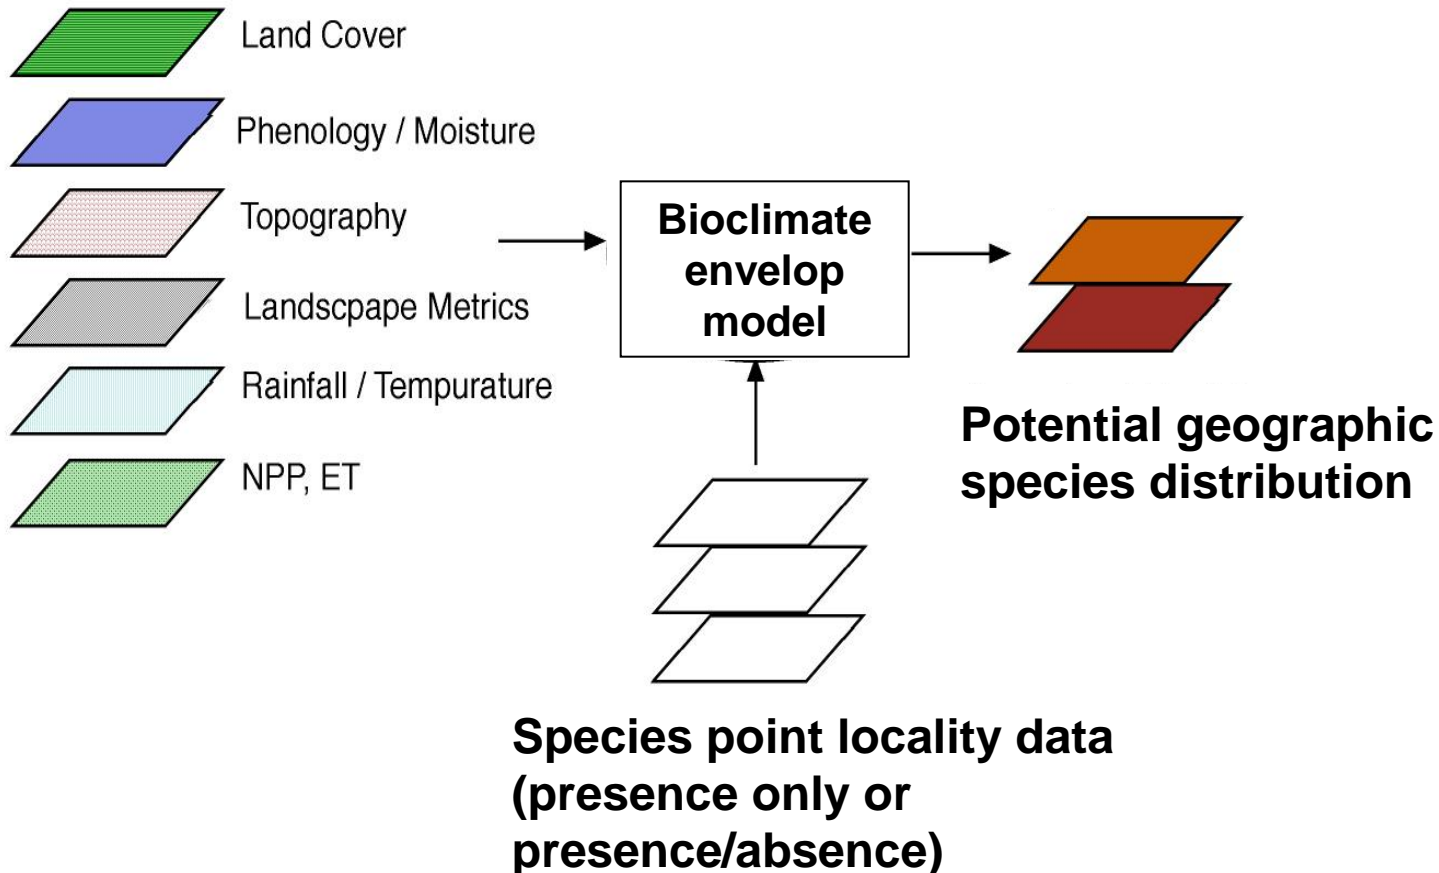 Land Cover
Phenology / Moisture
Topography
Landscpape Metrics
Rainfall / Tempurature
NPP, ET
Bioclimate
envelop
model
Potential geographic
species distribution
Species point locality data
(presence only or
presence/absence)